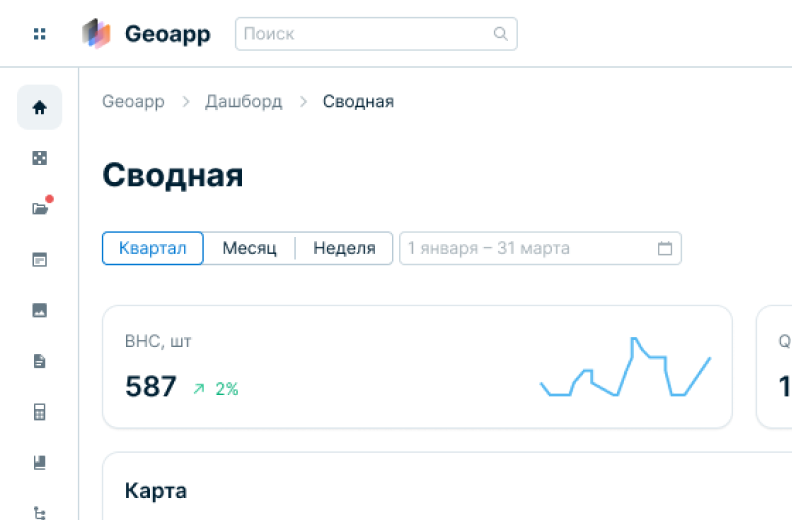 Geoapp
Поиск
Geoapp > Дашборд > Сводная
Сводная
Квартал Месяц Неделя 1 января – 31 марта
ВНС, шт
587 2%
Q
1
Карта